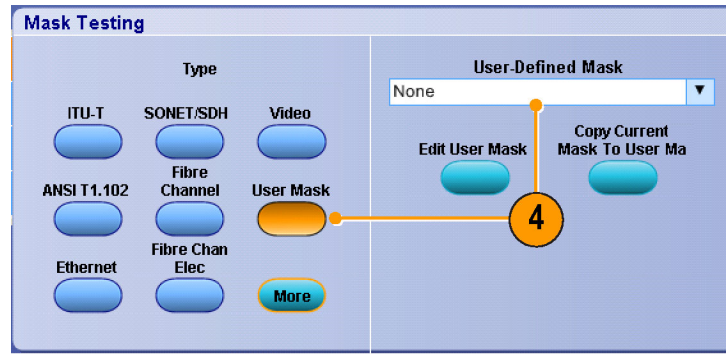 Mask Testing
Type
ITU-T
SONET/SDH
Video
ANSI T1.102
Fibre
Channel
User Mask
Ethernet
Fibre Chan
Elec
More
User-Defined Mask
None
Edit User Mask
Copy Current
Mask To User Ma
4